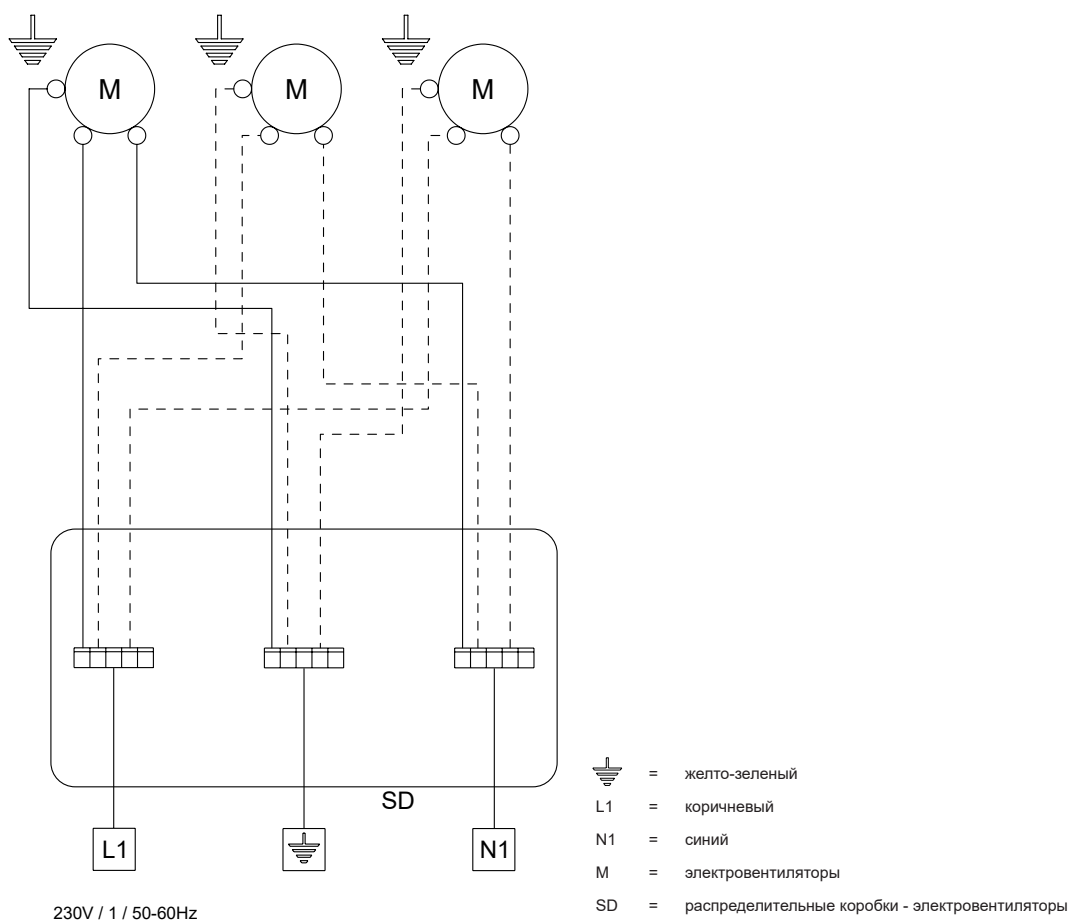 M M M
SD
L1 N1
230V / 1 / 50-60Hz
= желто-зеленый
L1 = коричневый
N1 = синий
M = электровентиляторы
SD = распределительные коробки - электровентиляторы